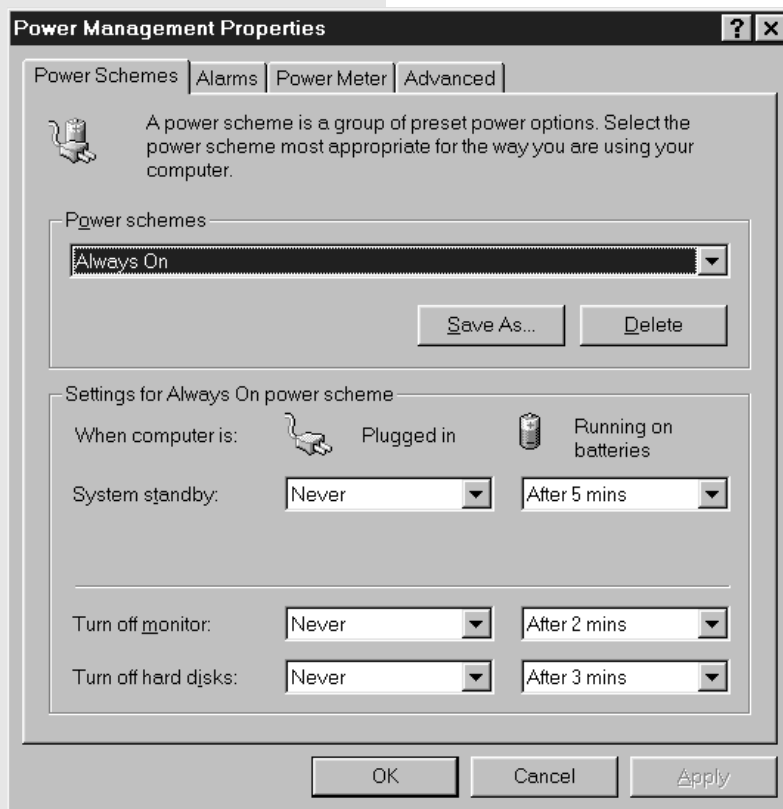 Power Management Properties
Power Schemes Alarms Power Meter Advanced
A power scheme is a group of preset power options. Select the
power scheme most appropriate for the way you are using your
computer.
Power schemes
Always On
Save As... Delete
Settings for Always On power scheme
When computer is: Plugged in Running on
batteries
System standby: Never After 5 mins
Turn off monitor: Never After 2 mins
Turn off hard disks: Never After 3 mins
OK Cancel Apply